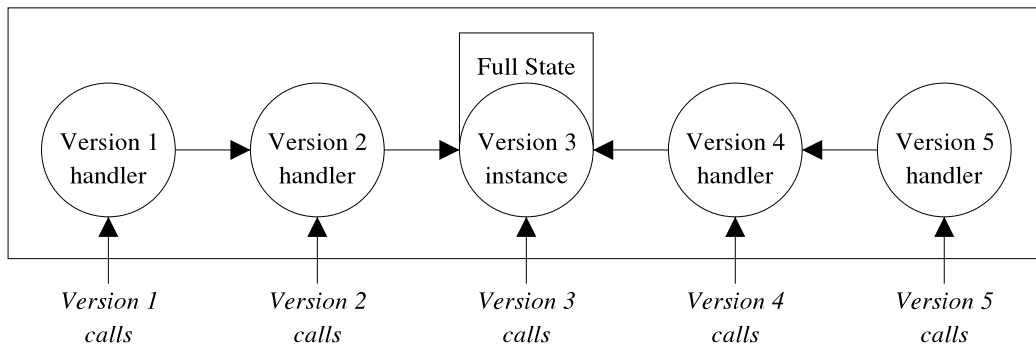 Full State
Version 1
handler
Version 2
handler
Version 3
instance
Version 4
handler
Version 5
handler
Version 1
calls
Version 2
calls
Version 3
calls
Version 4
calls
Version 5
calls